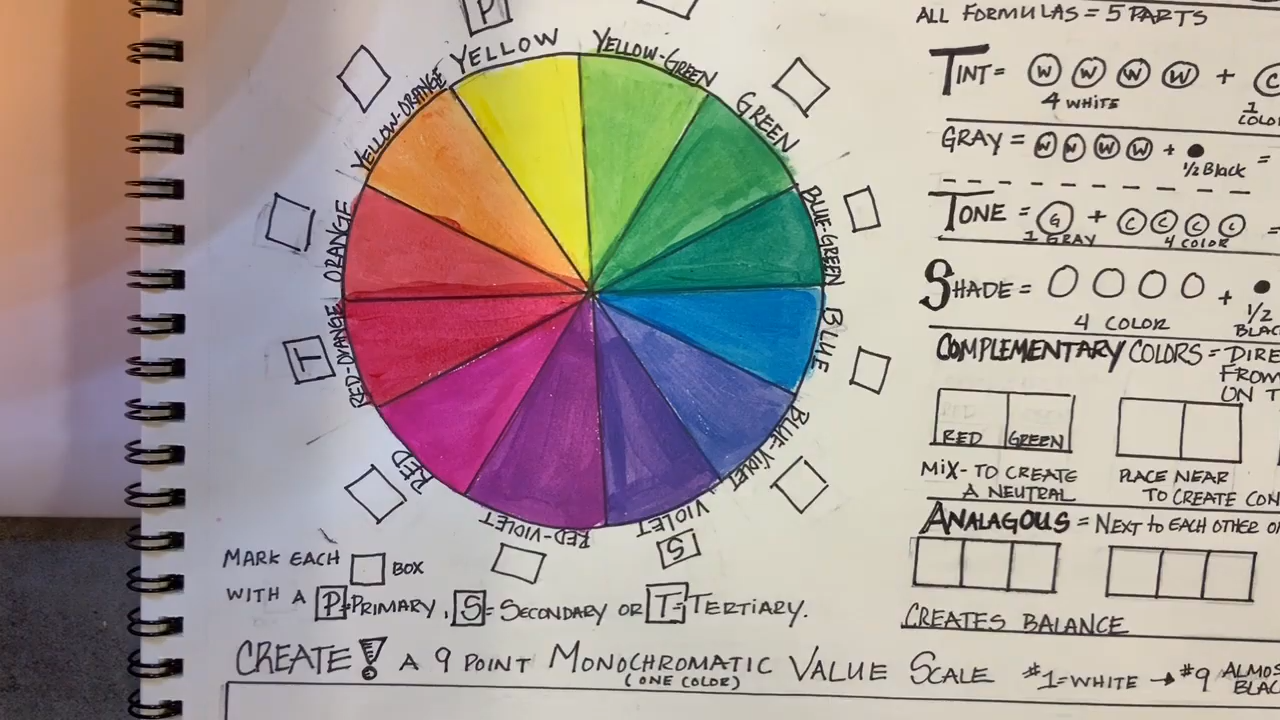 P
YELLOW
YELLOW-GREEN
GREEN
BLUE-GREEN
BLUE
BLUE-VIOLET
VIOLET
S
RED-VIOLET
RED
RED-ORANGE
T
ORANGE
YELLOW-ORANGE
MARK EACH BOX
WITH A P=PRIMARY, S=SECONDARY OR T=TERTIARY.
CREATE! A 9 POINT MONOCHROMATIC VALUE SCALE #1=WHITE → #9 ALMOS
(ONE COLOR)
BLAC
ALL FORMULAS = 5 PARTS
TINT = W W W W + C
4 WHITE 1
COLO
GRAY = W W W W + =
1/2 Black
TONE = G + C C C C =
1 GRAY 4 COLOR
SHADE = +
4 COLOR 1/2
BLAC
COMPLEMENTARY COLORS = DIRE
FROM
ON T
RED GREEN
MIX- TO CREATE
A NEUTRAL
PLACE NEAR
TO CREATE CON
ANALAGOUS = NEXT to EACH OTHER O
CREATES BALANCE